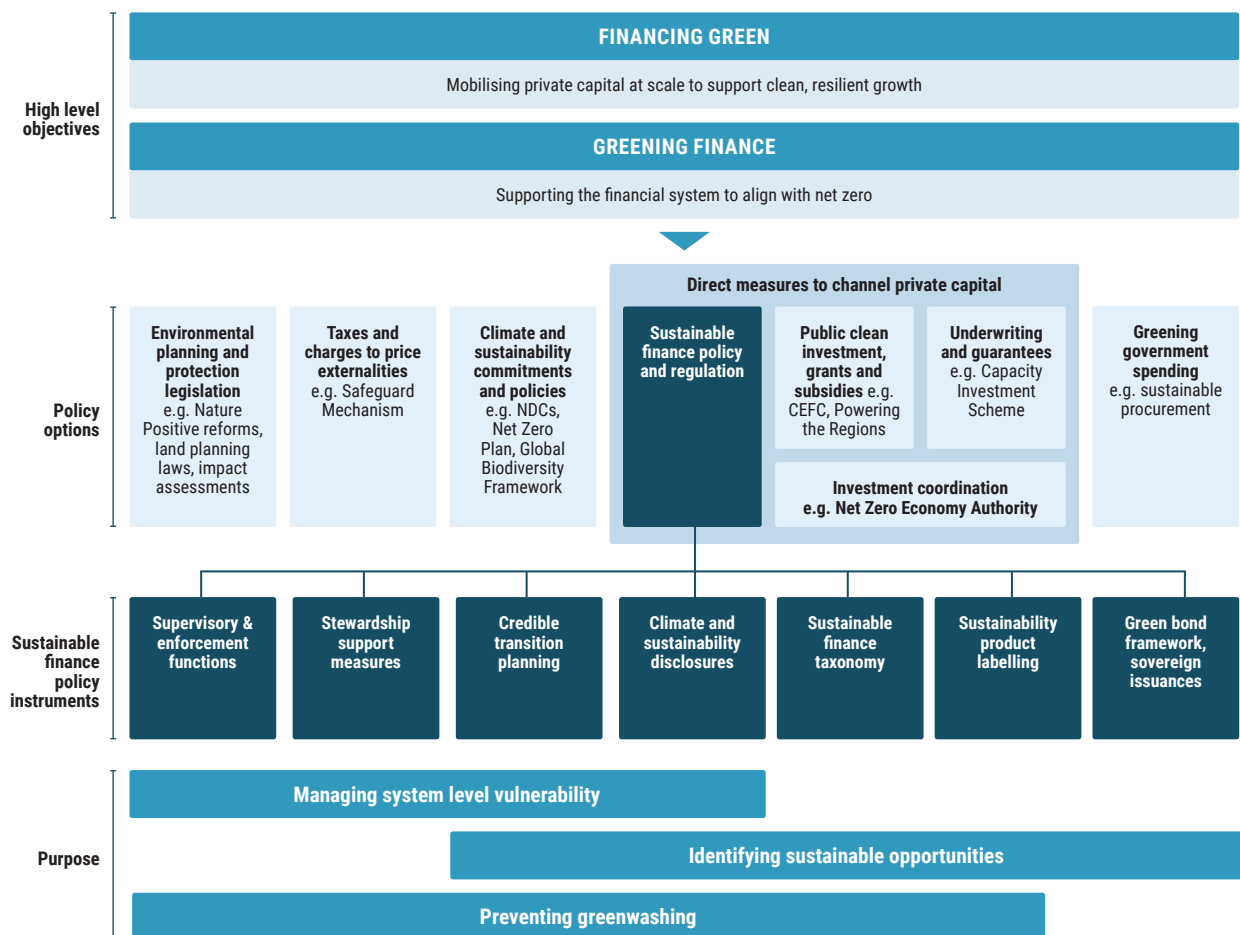 High level
objectives
FINANCING GREEN
Mobilising private capital at scale to support clean, resilient growth
GREENING FINANCE
Supporting the financial system to align with net zero
Policy
options
Environmental
planning and
protection
legislation
e.g. Nature
Positive reforms,
land planning
laws, impact
assessments
Taxes and
charges to price
externalities
e.g. Safeguard
Mechanism
Climate and
sustainability
commitments
and policies
e.g. NDCs,
Net Zero
Plan, Global
Biodiversity
Framework
Direct measures to channel private capital
Sustainable
finance policy
and regulation
Public clean
investment,
grants and
subsidies e.g.
CEFC, Powering
the Regions
Underwriting
and guarantees
e.g. Capacity
Investment
Scheme
Investment coordination
e.g. Net Zero Economy Authority
Greening
government
spending
e.g. sustainable
procurement
Sustainable
finance
policy
instruments
Supervisory &
enforcement
functions
Stewardship
support
measures
Credible
transition
planning
Climate and
sustainability
disclosures
Sustainable
finance
taxonomy
Sustainability
product
labelling
Green bond
framework,
sovereign
issuances
Purpose
Managing system level vulnerability
Identifying sustainable opportunities
Preventing greenwashing